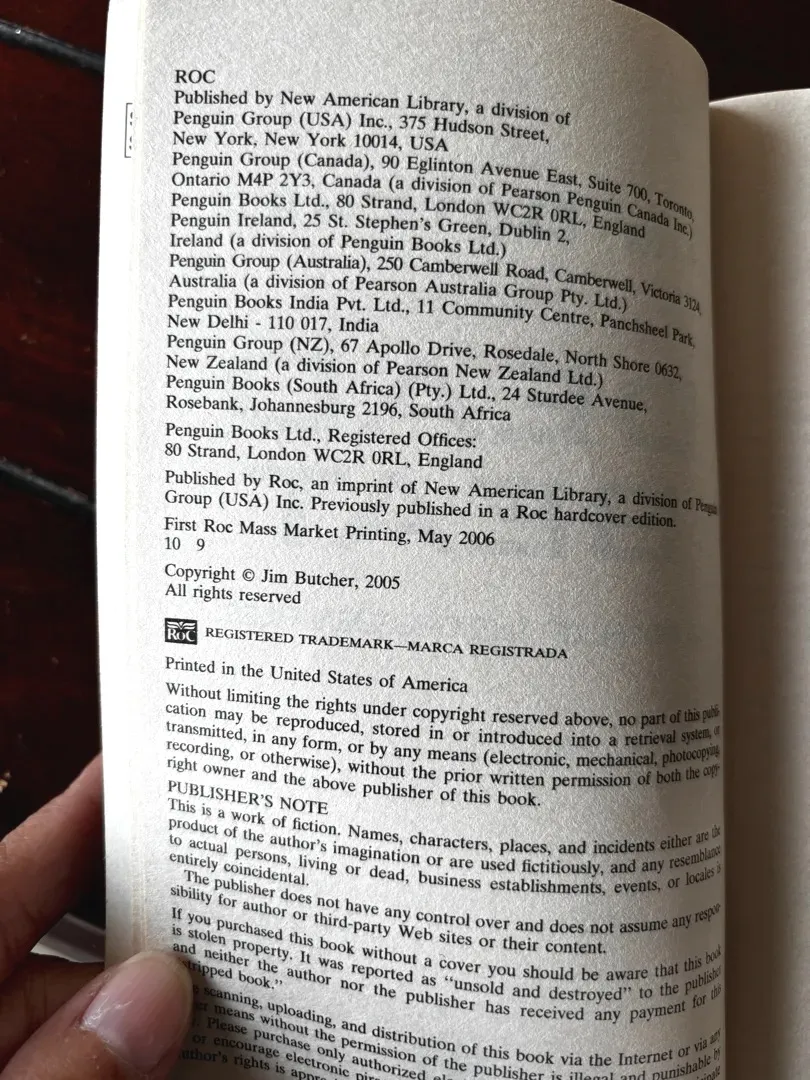 ROC
Published by New American Library, a division of
Penguin Group (USA) Inc., 375 Hudson Street,
New York, New York 10014, USA
Penguin Group (Canada), 90 Eglinton Avenue East, Suite 700, Toronto,
Ontario M4P 2Y3, Canada (a division of Pearson Penguin Canada Inc.)
Penguin Books Ltd., 80 Strand, London WC2R 0RL, England
Penguin Ireland, 25 St. Stephen's Green, Dublin 2,
Ireland (a division of Penguin Books Ltd.)
Penguin Group (Australia), 250 Camberwell Road, Camberwell, Victoria 3124,
Australia (a division of Pearson Australia Group Pty. Ltd.)
Penguin Books India Pvt. Ltd., 11 Community Centre, Panchsheel Park,
New Delhi - 110 017, India
Penguin Group (NZ), 67 Apollo Drive, Rosedale, North Shore 0632,
New Zealand (a division of Pearson New Zealand Ltd.)
Penguin Books (South Africa) (Pty.) Ltd., 24 Sturdee Avenue,
Rosebank, Johannesburg 2196, South Africa
Penguin Books Ltd., Registered Offices:
80 Strand, London WC2R 0RL, England
Published by Roc, an imprint of New American Library, a division of Penguin
Group (USA) Inc. Previously published in a Roc hardcover edition.
First Roc Mass Market Printing, May 2006
10 9
Copyright © Jim Butcher, 2005
All rights reserved
ROC REGISTERED TRADEMARK—MARCA REGISTRADA
Printed in the United States of America
Without limiting the rights under copyright reserved above, no part of this publi-
cation may be reproduced, stored in or introduced into a retrieval system, or
transmitted, in any form, or by any means (electronic, mechanical, photocopying,
recording, or otherwise), without the prior written permission of both the copy-
right owner and the above publisher of this book.
PUBLISHER'S NOTE
This is a work of fiction. Names, characters, places, and incidents either are the
product of the author's imagination or are used fictitiously, and any resemblance
to actual persons, living or dead, business establishments, events, or locales is
entirely coincidental.
The publisher does not have any control over and does not assume any respon-
sibility for author or third-party Web sites or their content.
If you purchased this book without a cover you should be aware that this book
is stolen property. It was reported as "unsold and destroyed" to the publisher
and neither the author nor the publisher has received any payment for this
"stripped book."
scanning, uploading, and distribution of this book via the Internet or via any
means without the permission of the publisher is illegal and punishable by
Please purchase only authorized
or encourage electronic
author's rights is